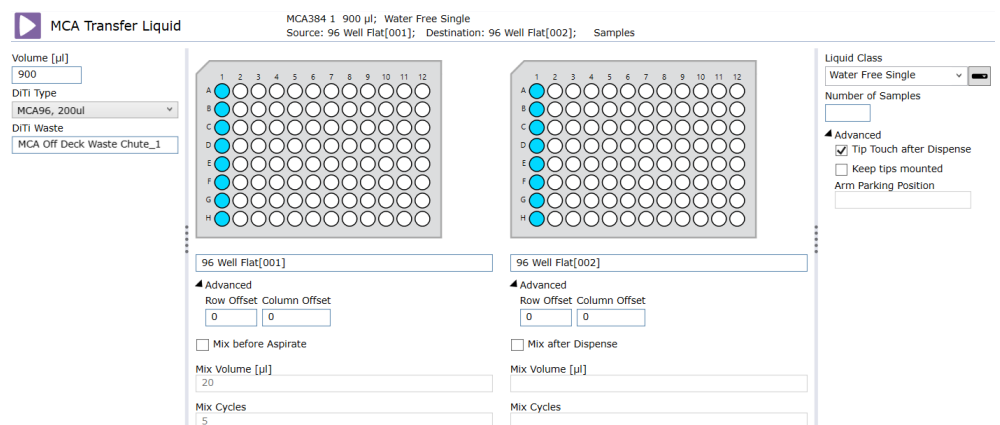 MCA Transfer Liquid
MCA384 1 900 µl; Water Free Single
Source: 96 Well Flat[001]; Destination: 96 Well Flat[002]; Samples
Volume [µl]
900
DiTi Type
MCA96, 200ul
DiTi Waste
MCA Off Deck Waste Chute_1
1 2 3 4 5 6 7 8 9 10 11 12
A
B
C
D
E
F
G
H
96 Well Flat[001]
Advanced
Row Offset Column Offset
0 0
Mix before Aspirate
Mix Volume [µl]
20
Mix Cycles
5
1 2 3 4 5 6 7 8 9 10 11 12
A
B
C
D
E
F
G
H
96 Well Flat[002]
Advanced
Row Offset Column Offset
0 0
Mix after Dispense
Mix Volume [µl]
Mix Cycles
Liquid Class
Water Free Single
Number of Samples
Advanced
Tip Touch after Dispense
Keep tips mounted
Arm Parking Position